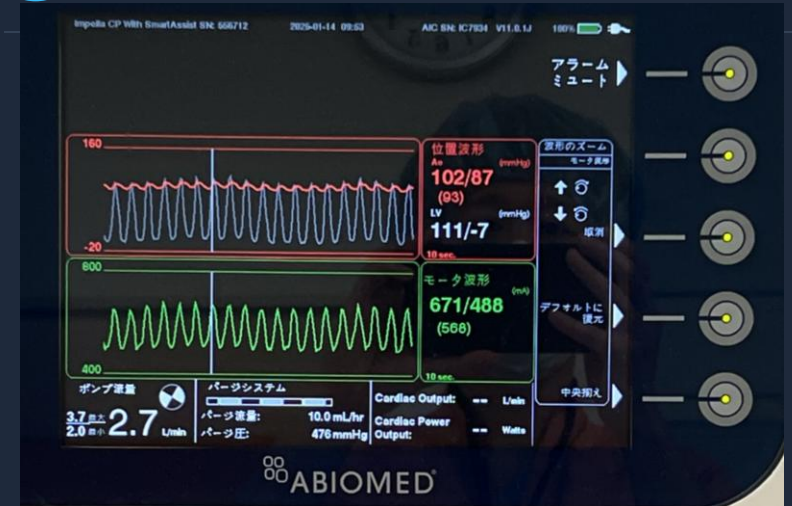 Impella CP With SmartAssist SN: 556712
2025-01-14 09:53
AIC SN: IC7934 V11.0.1J
100%
アラーム
ミュート
160
-20
位置波形
Ao (mmHg)
102/87
(93)
LV (mmHg)
111/-7
10 sec.
波形のズーム
モータ波形
取消
デフォルトに
復元
中央揃え
600
400
モータ波形
(mA)
671/488
(568)
10 sec.
ポンプ流量
3.7 最大
2.0 最小
2.7 L/min
パージシステム
パージ流量: 10.0 mL/hr
パージ圧: 476 mmHg
Cardiac Output: -- L/min
Cardiac Power
Output: -- Watts
ABIOMED